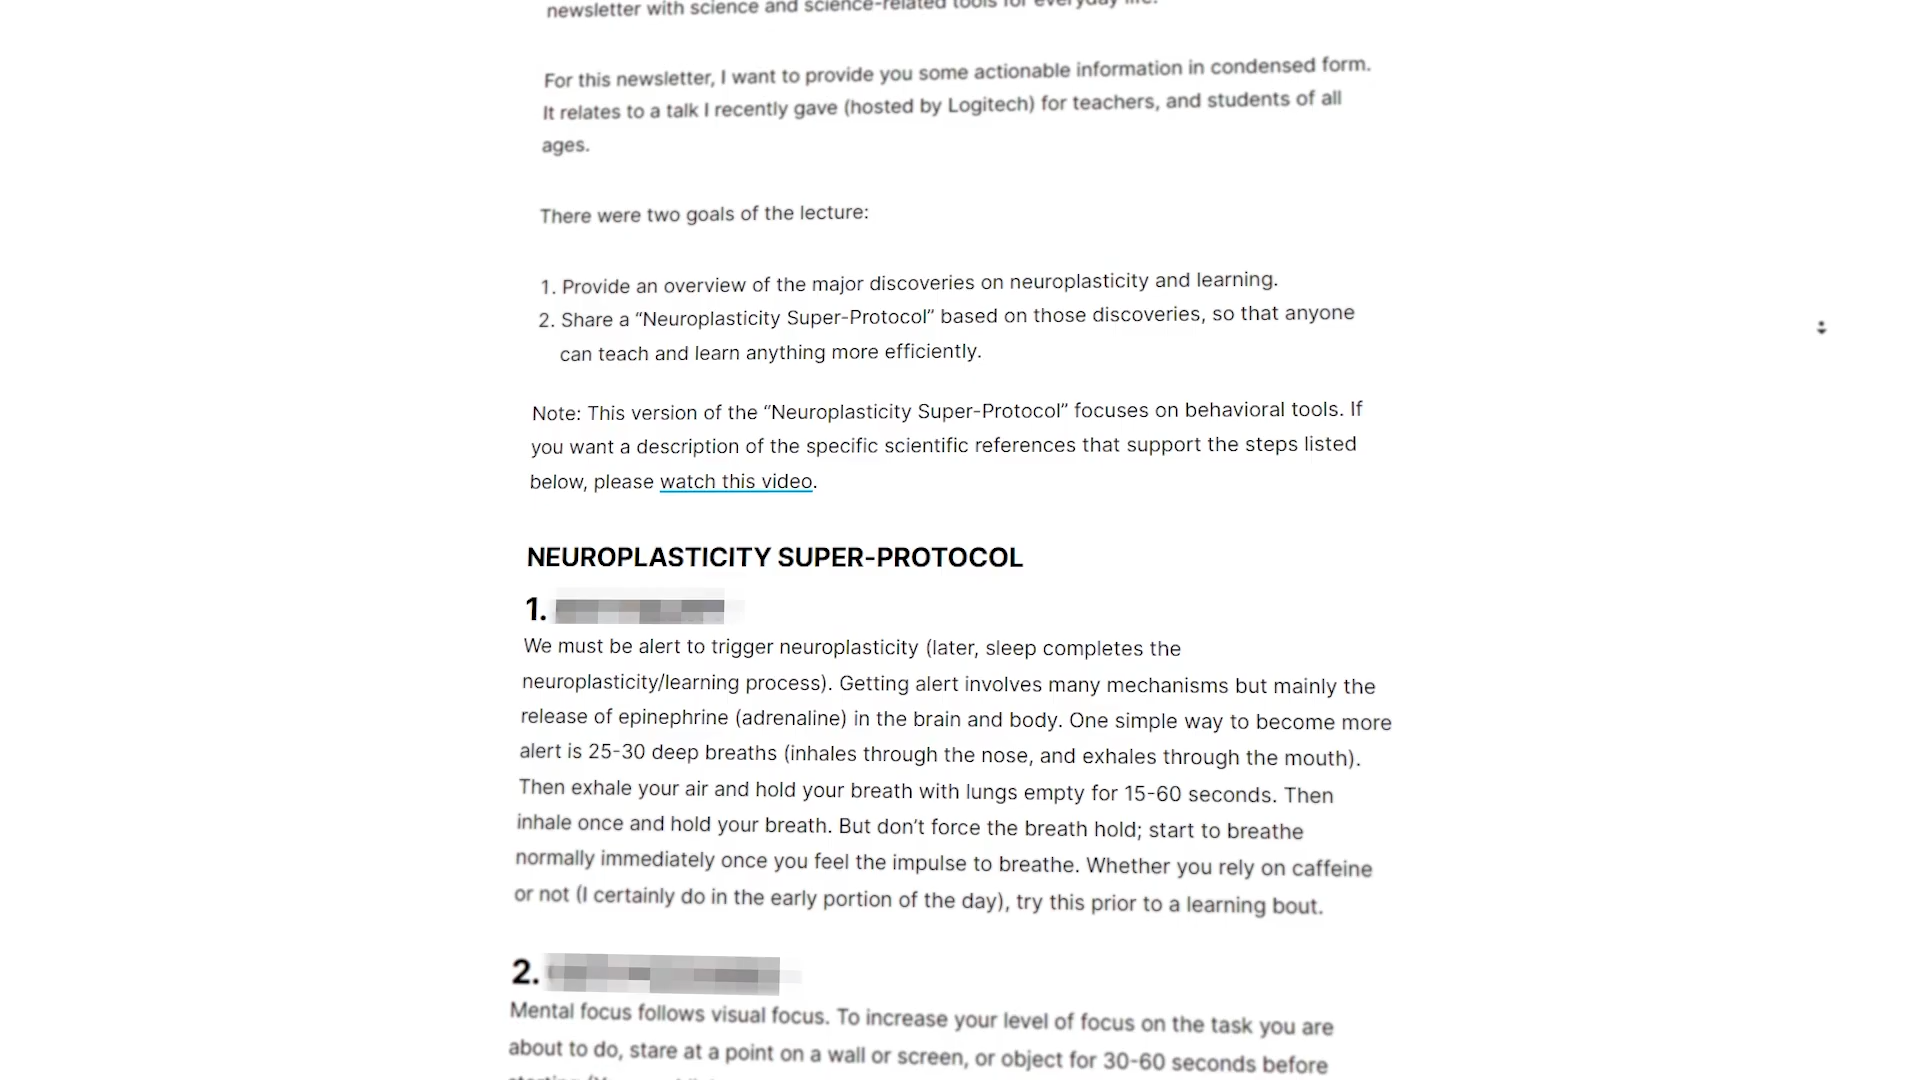 newsletter with science and science-related tools for everyday life.
For this newsletter, I want to provide you some actionable information in condensed form.
It relates to a talk I recently gave (hosted by Logitech) for teachers, and students of all
ages.
There were two goals of the lecture:
1. Provide an overview of the major discoveries on neuroplasticity and learning.
2. Share a “Neuroplasticity Super-Protocol” based on those discoveries, so that anyone
can teach and learn anything more efficiently.
Note: This version of the “Neuroplasticity Super-Protocol” focuses on behavioral tools. If
you want a description of the specific scientific references that support the steps listed
below, please watch this video.
NEUROPLASTICITY SUPER-PROTOCOL
1.
We must be alert to trigger neuroplasticity (later, sleep completes the
neuroplasticity/learning process). Getting alert involves many mechanisms but mainly the
release of epinephrine (adrenaline) in the brain and body. One simple way to become more
alert is 25-30 deep breaths (inhales through the nose, and exhales through the mouth).
Then exhale your air and hold your breath with lungs empty for 15-60 seconds. Then
inhale once and hold your breath. But don’t force the breath hold; start to breathe
normally immediately once you feel the impulse to breathe. Whether you rely on caffeine
or not (I certainly do in the early portion of the day), try this prior to a learning bout.
2.
Mental focus follows visual focus. To increase your level of focus on the task you are
about to do, stare at a point on a wall or screen, or object for 30-60 seconds before